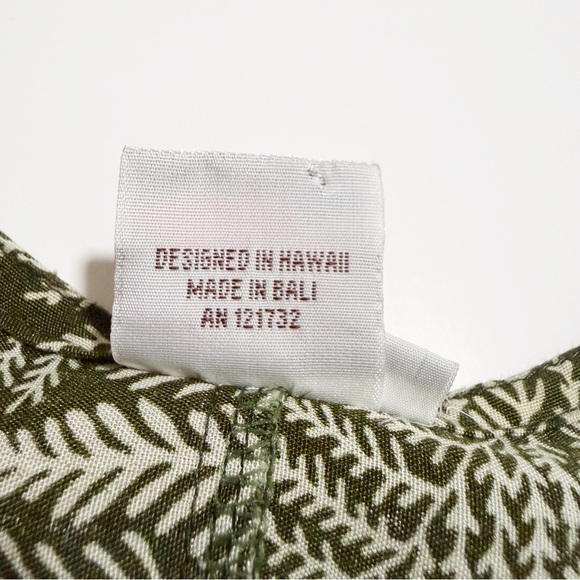 DESIGNED IN HAWAII
MADE IN BALI
AN 121732